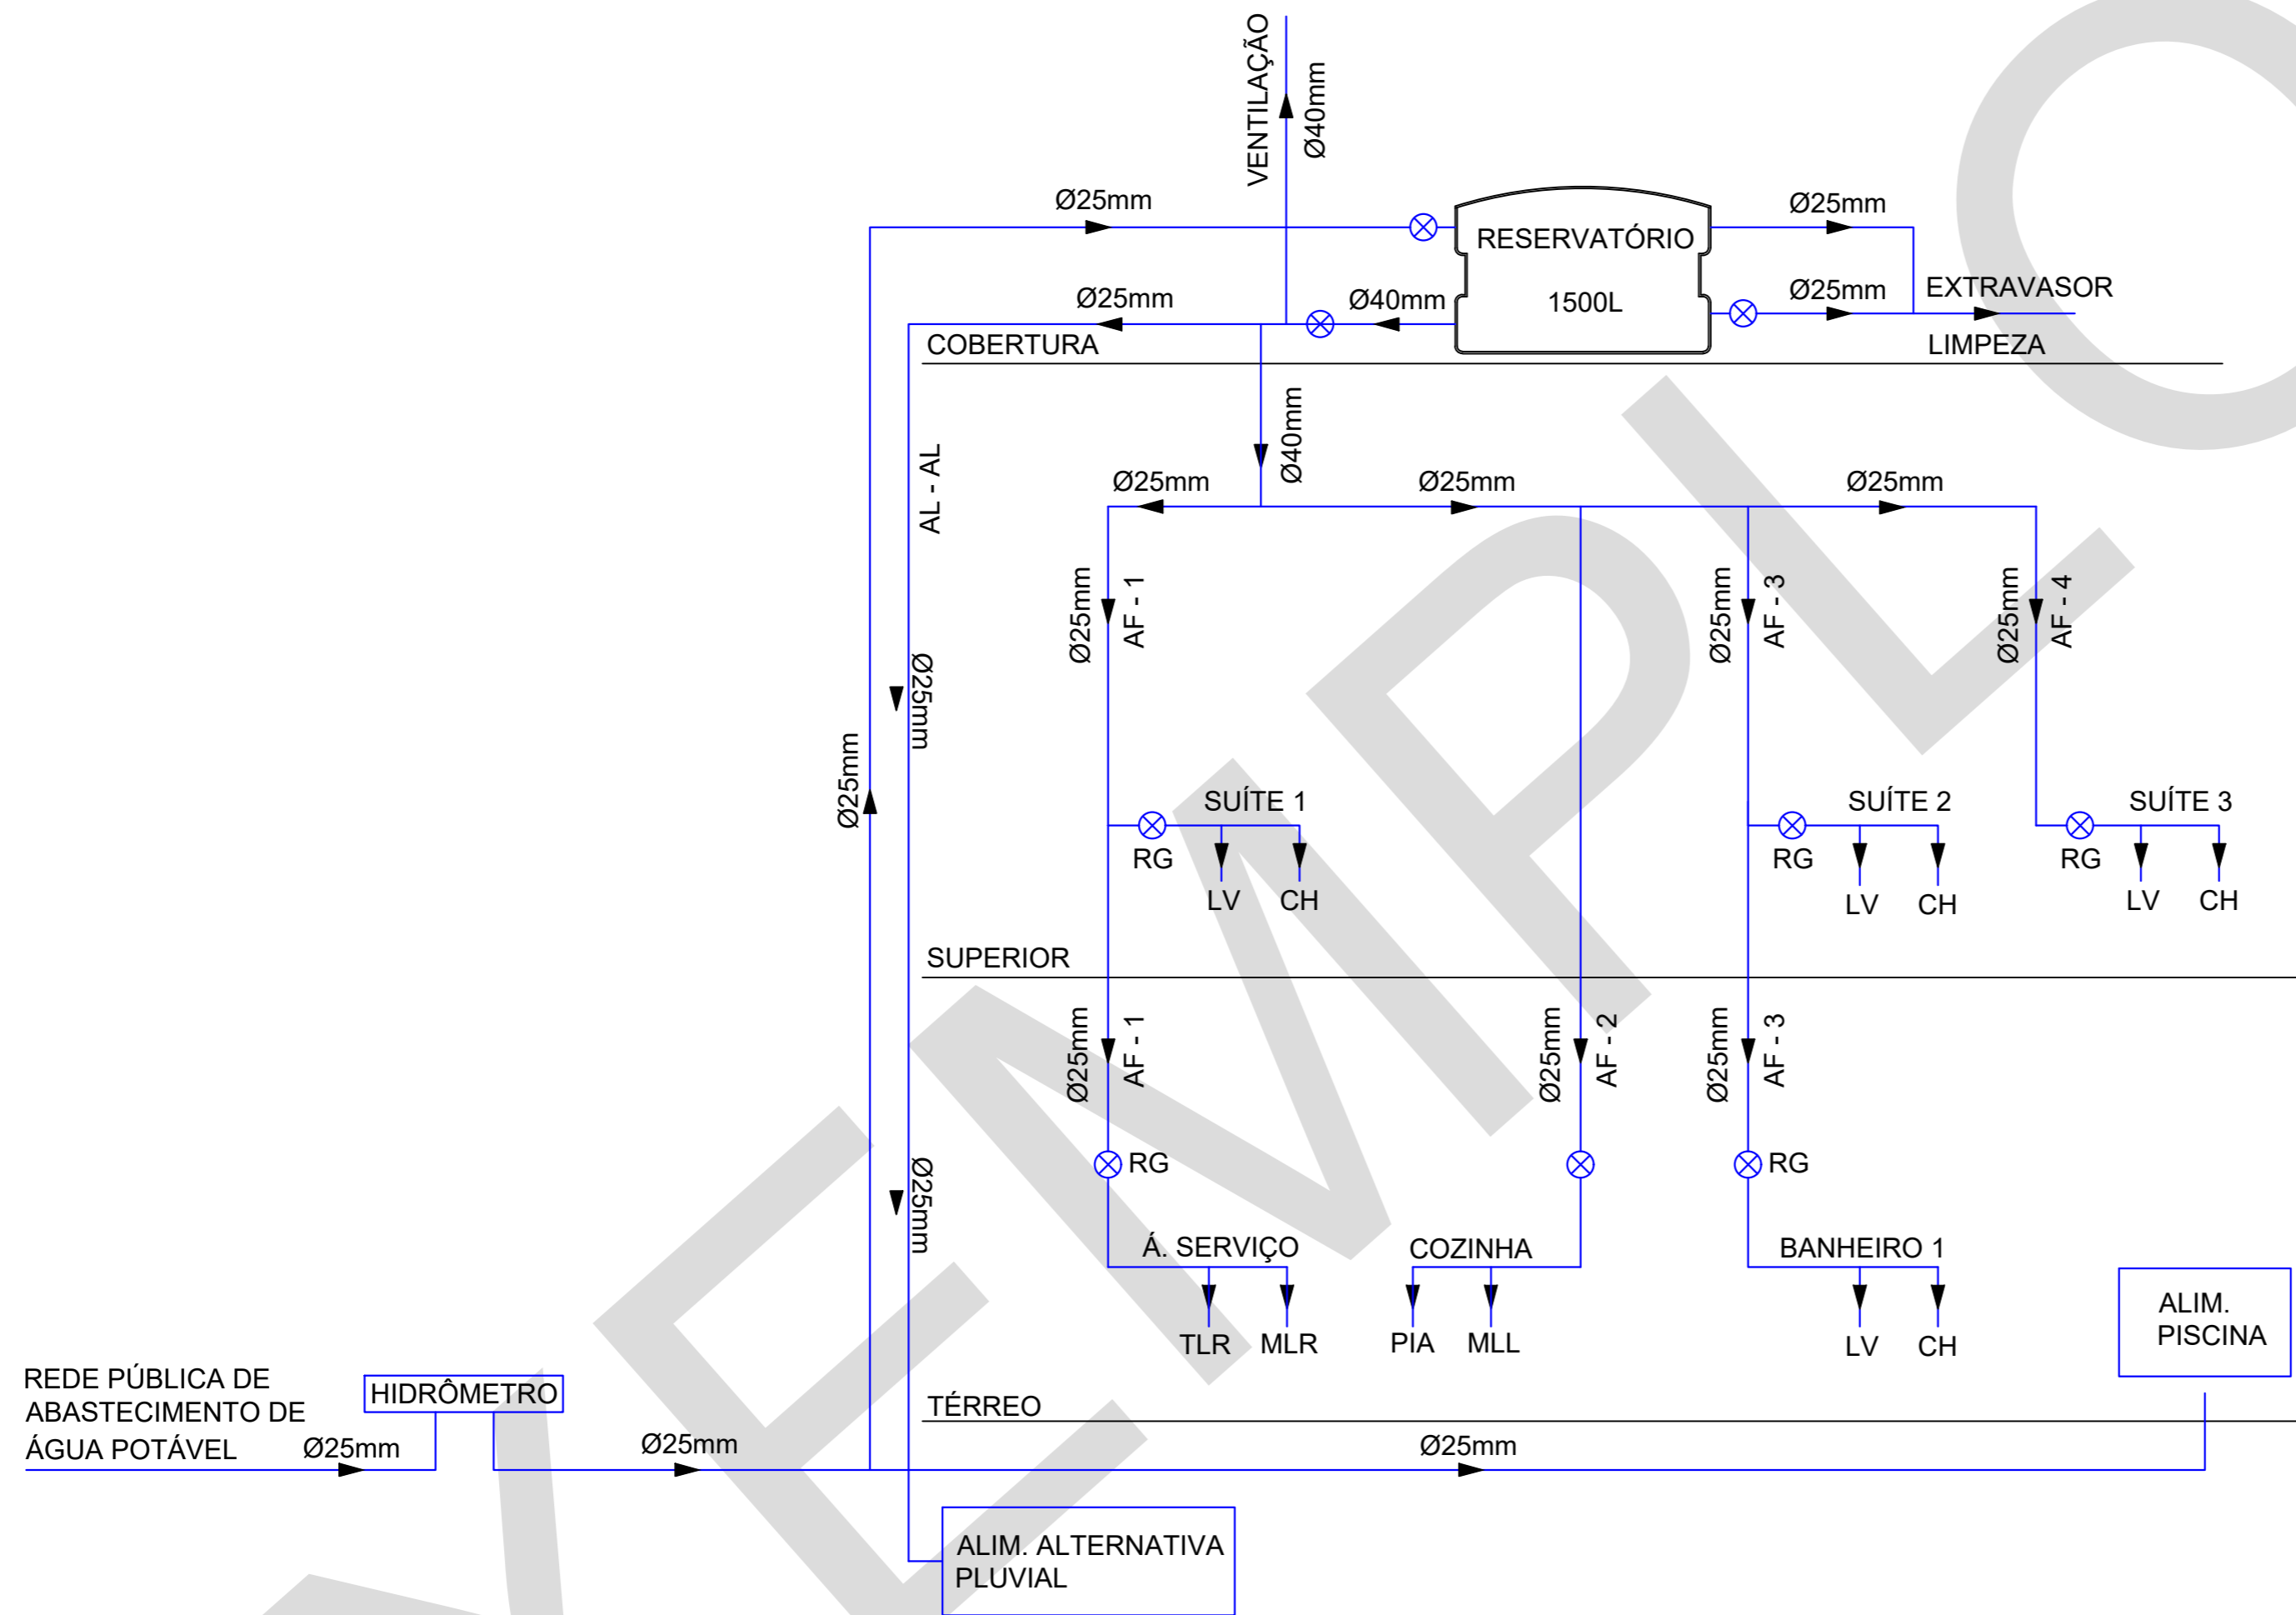 VENTILAÇÃO
Ø40mm
Ø25mm
RESERVATÓRIO
1500L
Ø25mm
Ø25mm
Ø40mm
Ø25mm
EXTRAVASOR
COBERTURA
LIMPEZA
AL - AL
Ø40mm
Ø25mm
Ø25mm
Ø25mm
Ø25mm
AF - 1
Ø25mm
AF - 3
Ø25mm
AF - 4
Ø25mm
Ø25mm
SUÍTE 1
SUÍTE 2
SUÍTE 3
RG
RG
RG
LV
CH
LV
CH
LV
CH
SUPERIOR
Ø25mm
AF - 1
Ø25mm
AF - 2
Ø25mm
AF - 3
RG
RG
Ø25mm
Á. SERVIÇO
COZINHA
BANHEIRO 1
TLR
MLR
PIA
MLL
LV
CH
ALIM.
PISCINA
REDE PÚBLICA DE
ABASTECIMENTO DE
ÁGUA POTÁVEL
HIDRÔMETRO
TÉRREO
Ø25mm
Ø25mm
Ø25mm
ALIM. ALTERNATIVA
PLUVIAL
EXEMPLO